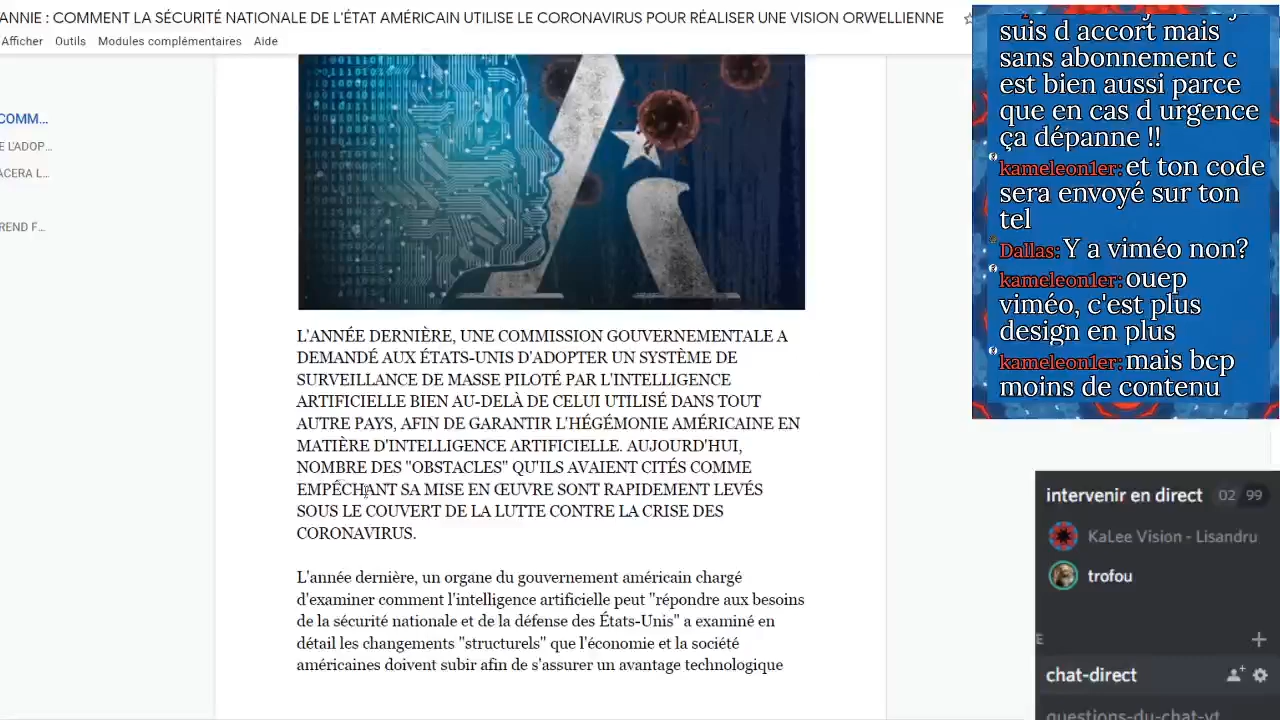 ANNIE : COMMENT LA SÉCURITÉ NATIONALE DE L'ÉTAT AMÉRICAIN UTILISE LE CORONAVIRUS POUR RÉALISER UNE VISION ORWELLIENNE
Afficher Outils Modules complémentaires Aide
COMM...
E L'ADOP...
ACERA L...
REND F...
L'ANNÉE DERNIÈRE, UNE COMMISSION GOUVERNEMENTALE A
DEMANDÉ AUX ÉTATS-UNIS D'ADOPTER UN SYSTÈME DE
SURVEILLANCE DE MASSE PILOTÉ PAR L'INTELLIGENCE
ARTIFICIELLE BIEN AU-DELÀ DE CELUI UTILISÉ DANS TOUT
AUTRE PAYS, AFIN DE GARANTIR L'HÉGÉMONIE AMÉRICAINE EN
MATIÈRE D'INTELLIGENCE ARTIFICIELLE. AUJOURD'HUI,
NOMBRE DES "OBSTACLES" QU'ILS AVAIENT CITÉS COMME
EMPÊCHANT SA MISE EN ŒUVRE SONT RAPIDEMENT LEVÉS
SOUS LE COUVERT DE LA LUTTE CONTRE LA CRISE DES
CORONAVIRUS.
L'année dernière, un organe du gouvernement américain chargé
d'examiner comment l'intelligence artificielle peut "répondre aux besoins
de la sécurité nationale et de la défense des États-Unis" a examiné en
détail les changements "structurels" que l'économie et la société
américaines doivent subir afin de s'assurer un avantage technologique
suis d accort mais
sans abonnement c
est bien aussi parce
que en cas d urgence
ça dépanne !!
kameleon1er: et ton code
sera envoyé sur ton
tel
Dallas: Y a viméo non?
kameleon1er: ouep
viméo, c'est plus
design en plus
kameleon1er: mais bcp
moins de contenu
intervenir en direct 02 99
KaLee Vision - Lisandru
trofou
E
chat-direct
questions-du-chat-yt